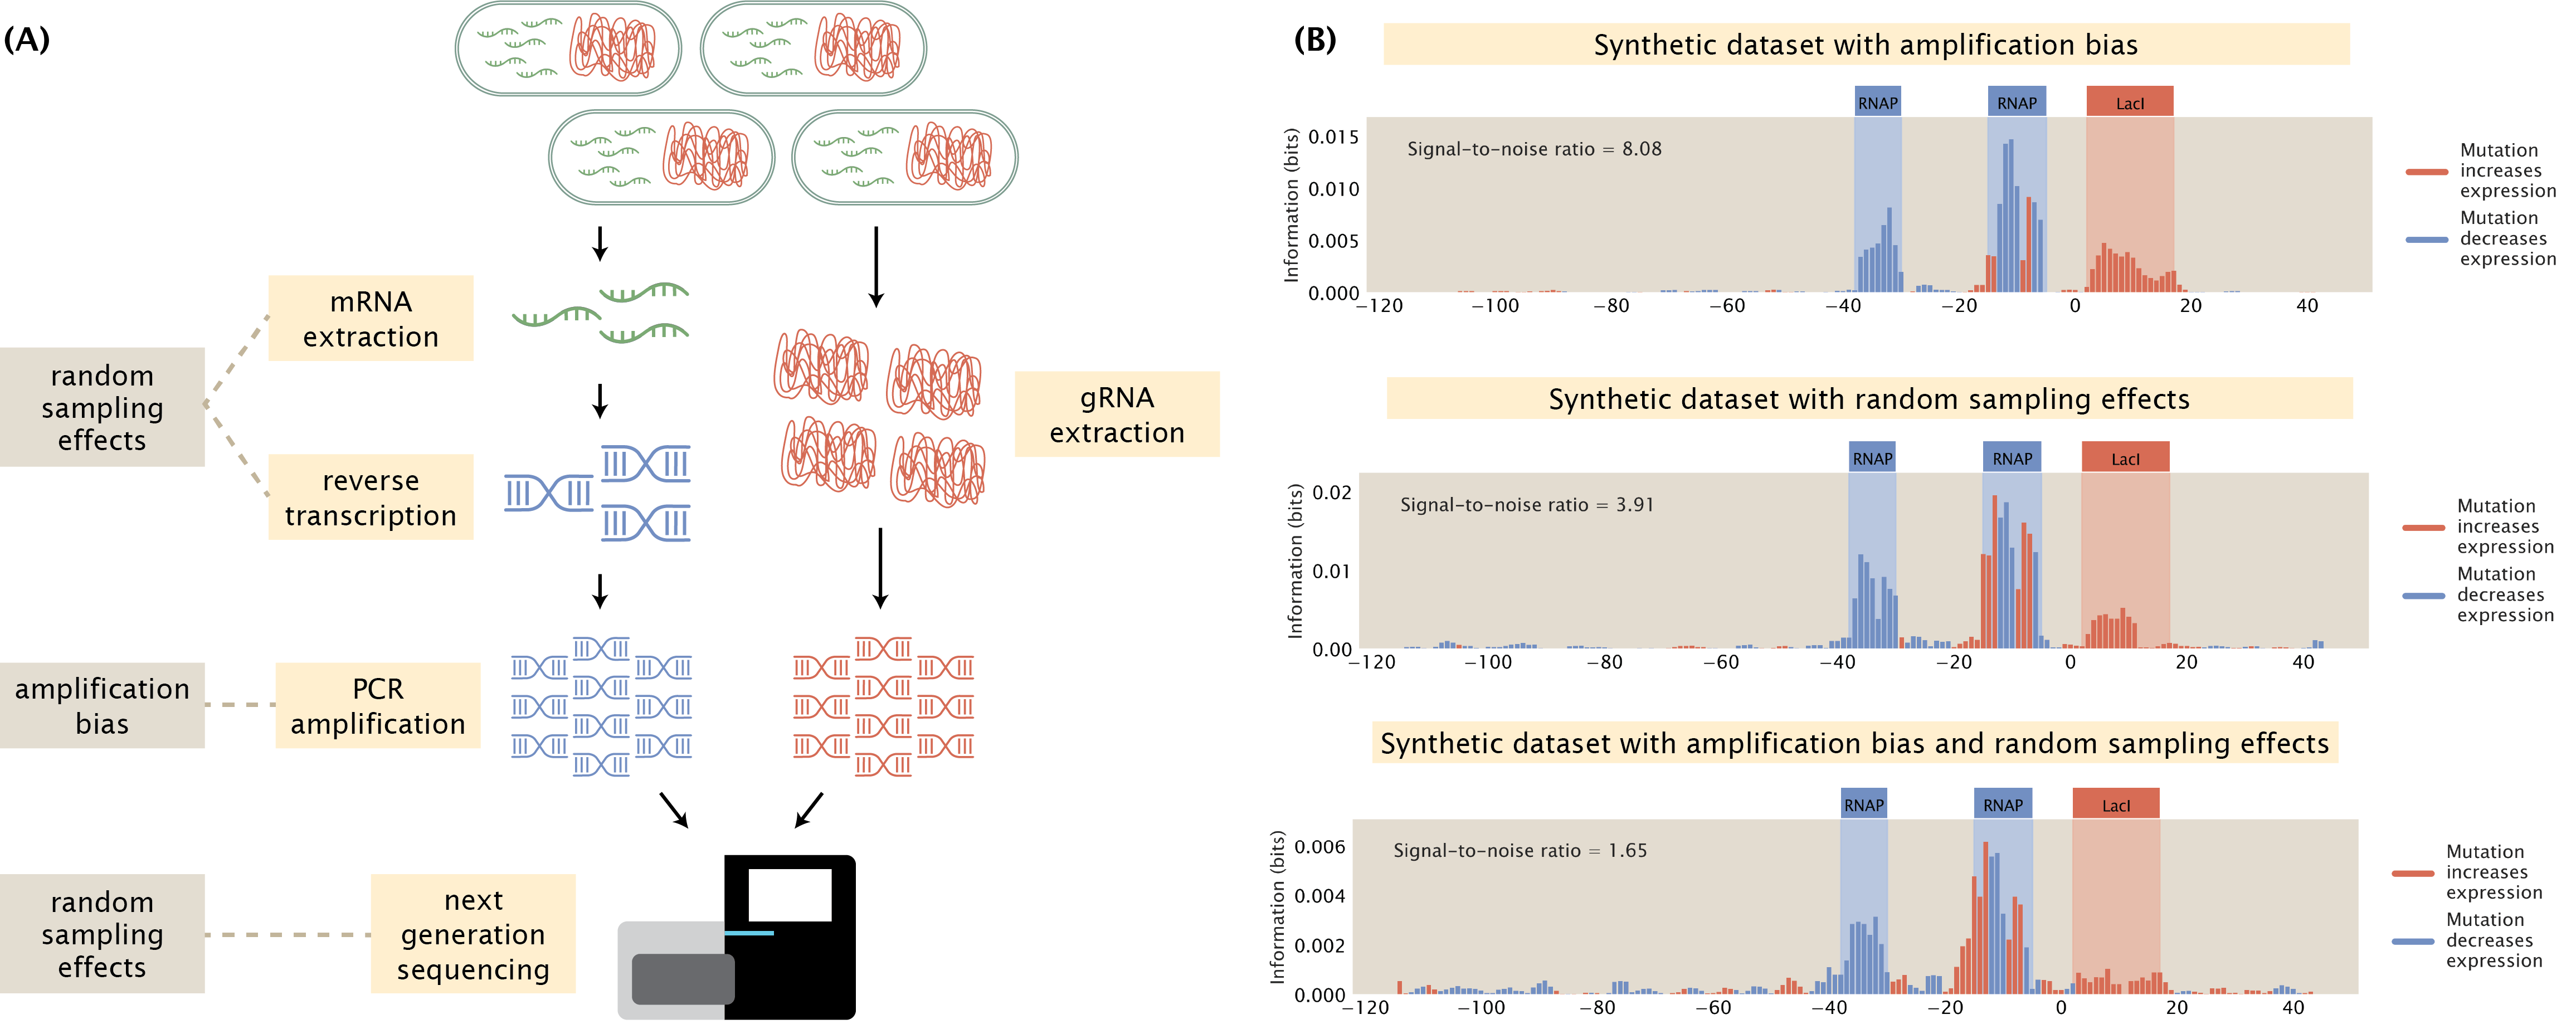 (A)
mRNA
extraction
random
sampling
effects
reverse
transcription
gRNA
extraction
amplification
bias
PCR
amplification
random
sampling
effects
next
generation
sequencing
(B)
Synthetic dataset with amplification bias
RNAP
RNAP
LacI
Information (bits)
0.015
0.010
0.005
0.000
Signal-to-noise ratio = 8.08
−120
−100
−80
−60
−40
−20
0
20
40
Mutation
increases
expression
Mutation
decreases
expression
Synthetic dataset with random sampling effects
RNAP
RNAP
LacI
Information (bits)
0.02
0.01
0.00
Signal-to-noise ratio = 3.91
−120
−100
−80
−60
−40
−20
0
20
40
Mutation
increases
expression
Mutation
decreases
expression
Synthetic dataset with amplification bias and random sampling effects
RNAP
RNAP
LacI
Information (bits)
0.006
0.004
0.002
0.000
Signal-to-noise ratio = 1.65
−120
−100
−80
−60
−40
−20
0
20
40
Mutation
increases
expression
Mutation
decreases
expression